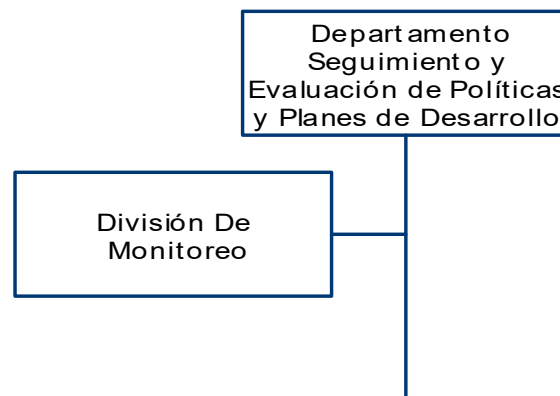 Departamento
Seguimiento y
Evaluación de Políticas
y Planes de Desarrollo
División De
Monitoreo